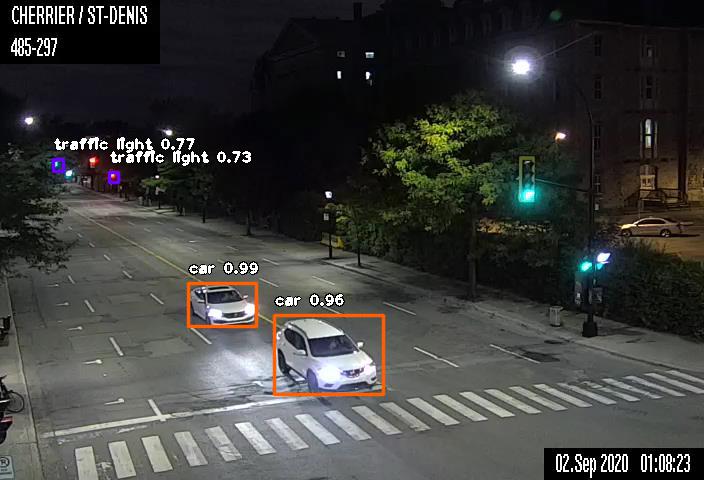 CHERRIER / ST-DENIS
485-297
traffic light 0.77
traffic light 0.73
car 0.99
car 0.96
02.Sep 2020 01:08:23